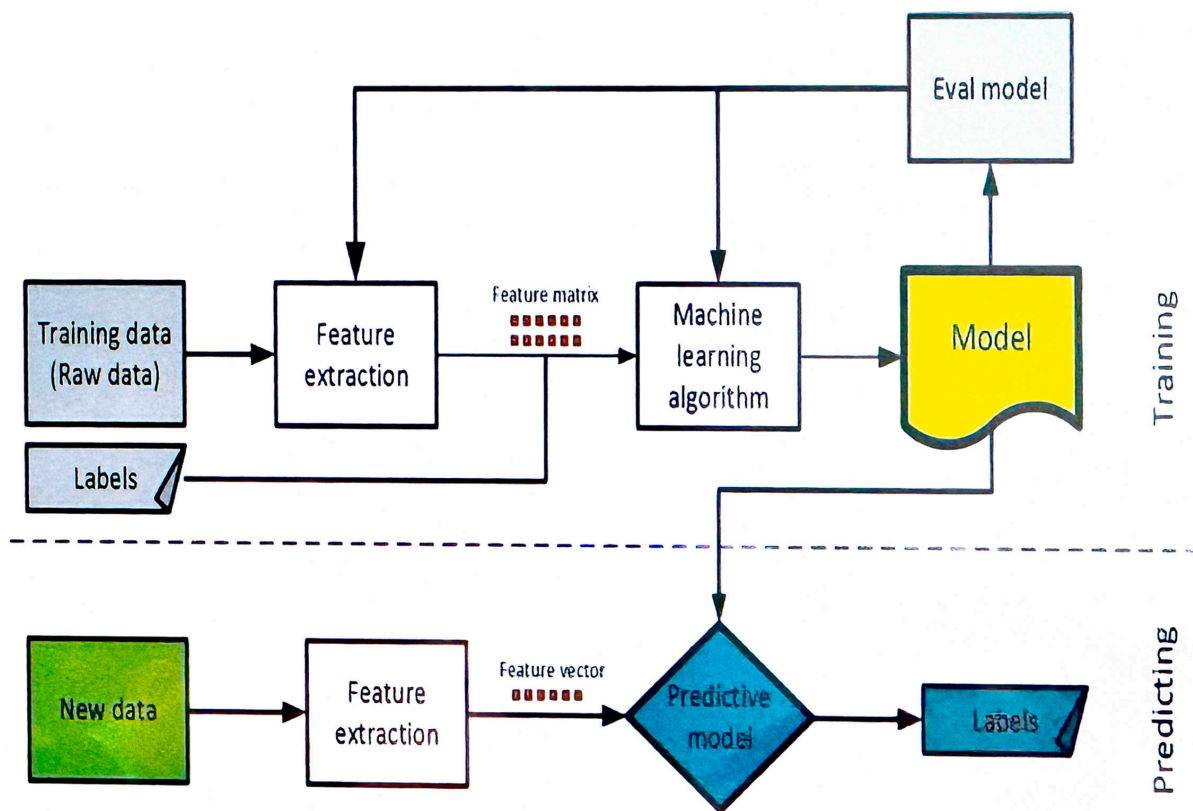 Eval model
Feature matrix
Training data
(Raw data)
Feature
extraction
Machine
learning
algorithm
Model
Training
Labels
New data
Feature
extraction
Feature vector
Predictive
model
Labels
Predicting